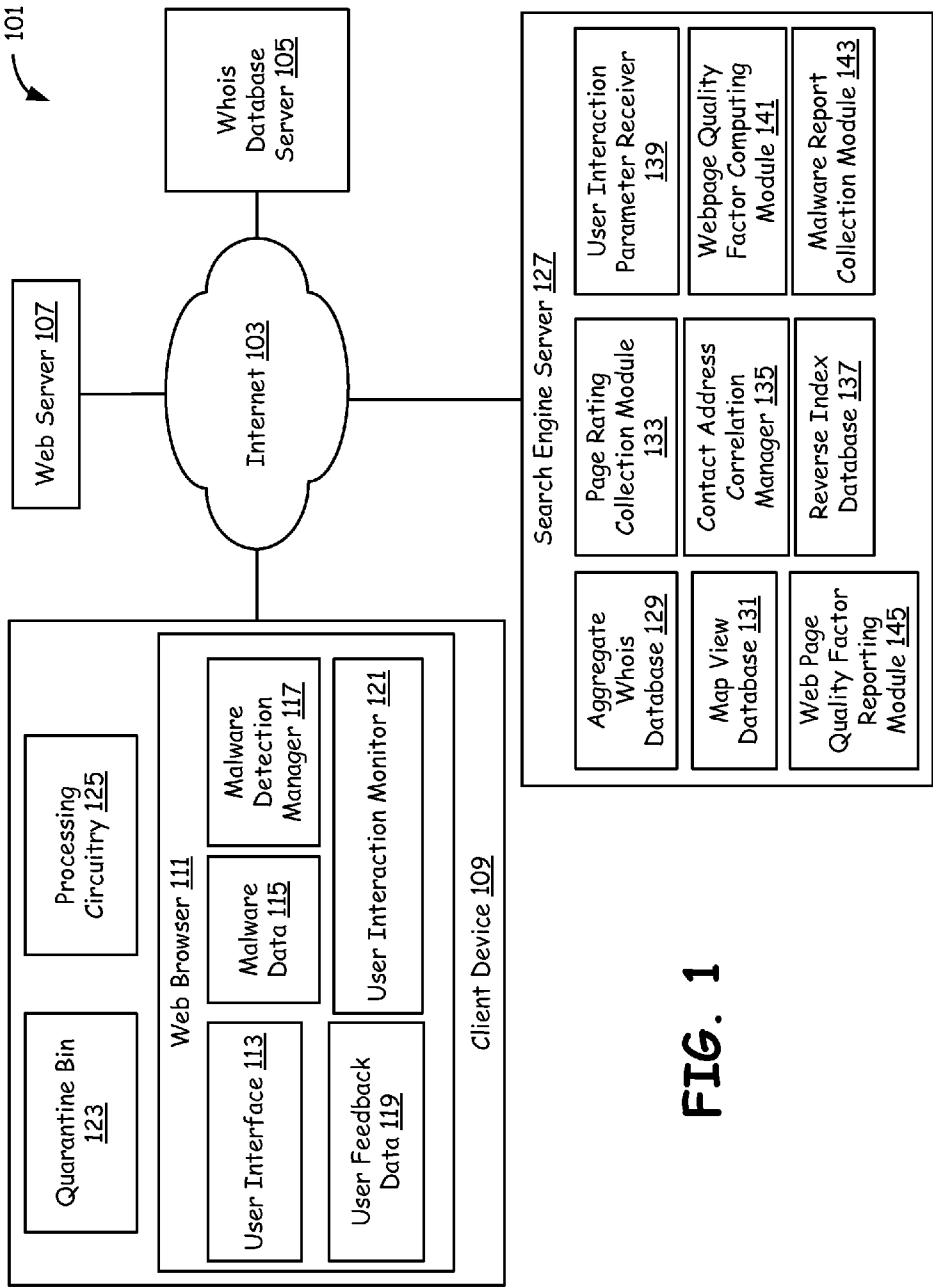 101
Web Server 107
Whois
Database
Server 105
Internet 103
Quarantine Bin
123
Processing
Circuitry 125
Web Browser 111
User Interface 113
Malware
Data 115
Malware
Detection
Manager 117
User Feedback
Data 119
User Interaction Monitor 121
Client Device 109
Search Engine Server 127
Aggregate
Whois
Database 129
Page Rating
Collection Module
133
User Interaction
Parameter Receiver
139
Map View
Database 131
Contact Address
Correlation
Manager 135
Webpage Quality
Factor Computing
Module 141
Web Page
Quality Factor
Reporting
Module 145
Reverse Index
Database 137
Malware Report
Collection Module 143
FIG. 1